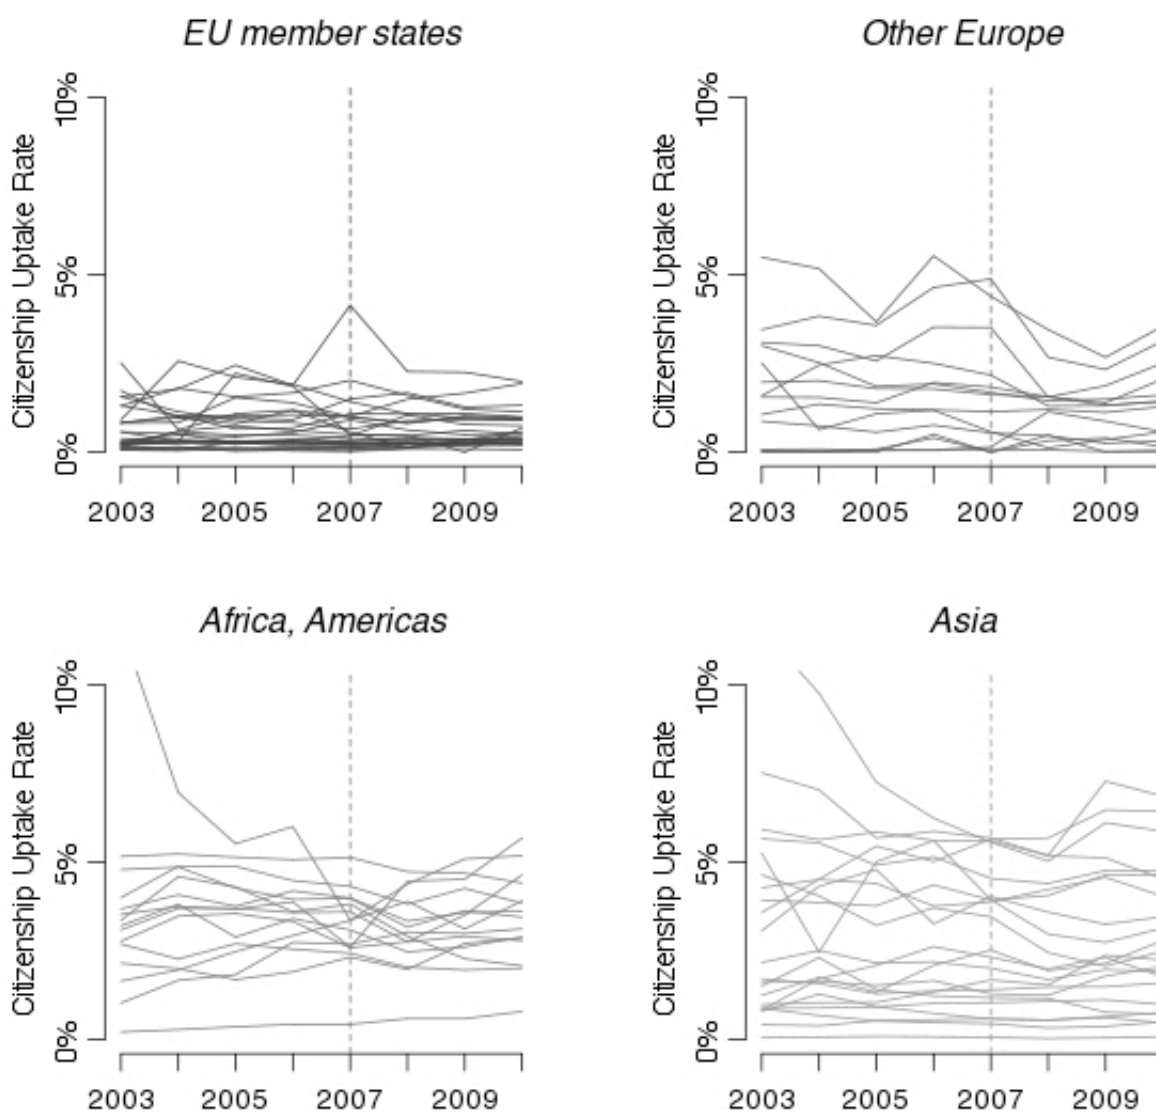 EU member states
Citizenship Uptake Rate
10%
5%
0%
2003 2005 2007 2009
Other Europe
Citizenship Uptake Rate
10%
5%
0%
2003 2005 2007 2009
Africa, Americas
Citizenship Uptake Rate
10%
5%
0%
2003 2005 2007 2009
Asia
Citizenship Uptake Rate
10%
5%
0%
2003 2005 2007 2009